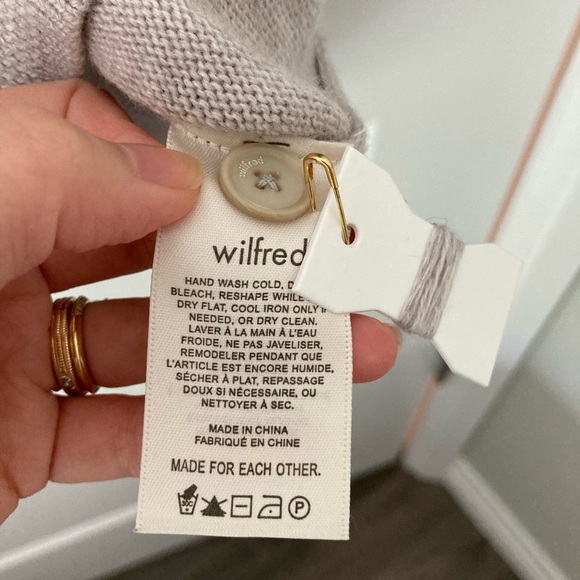 wilfred
wilfred
HAND WASH COLD, D
BLEACH, RESHAPE WHILE
DRY FLAT, COOL IRON ONLY I
NEEDED, OR DRY CLEAN.
LAVER À LA MAIN À L'EAU
FROIDE, NE PAS JAVELISER,
REMODELER PENDANT QUE
L'ARTICLE EST ENCORE HUMIDE,
SÉCHER À PLAT, REPASSAGE
DOUX SI NÉCESSAIRE, OU
NETTOYER À SEC.
MADE IN CHINA
FABRIQUÉ EN CHINE
MADE FOR EACH OTHER.
30C P